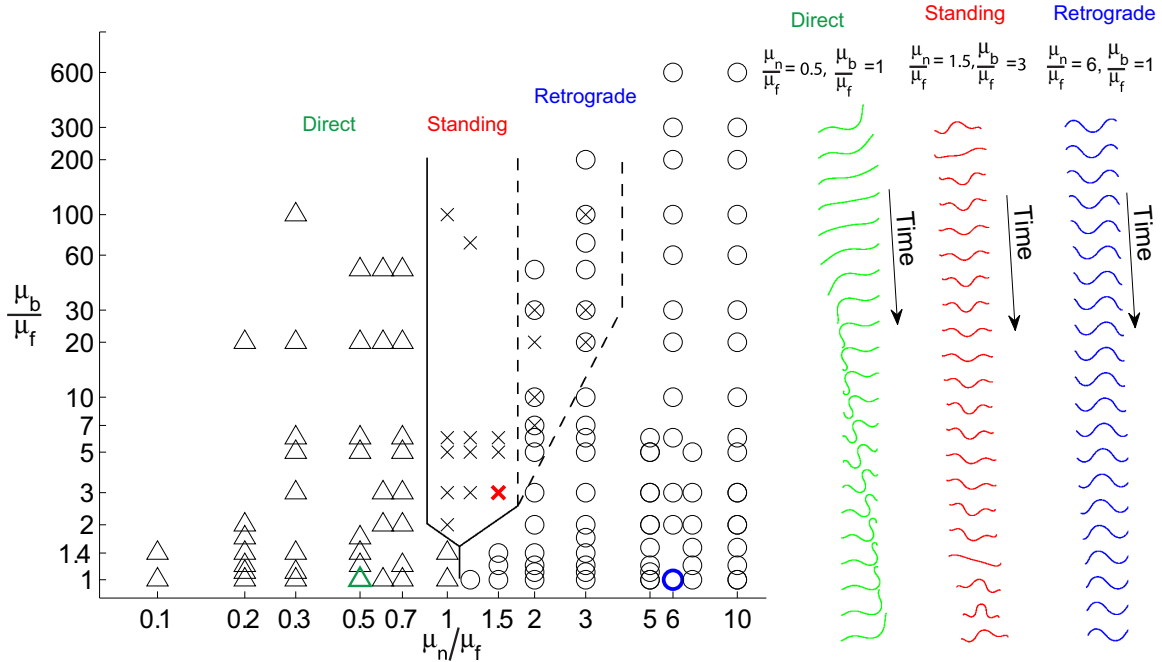 Direct
Standing
Retrograde
μn/μf = 0.5, μb/μf =1
μn/μf = 1.5, μb/μf =3
μn/μf = 6, μb/μf =1
Direct
Standing
Retrograde
600
300
200
100
60
30
20
10
7
5
3
2
1.4
1
μb/μf
0.1
0.2
0.3
0.5
0.7
1
1.5
2
3
5
6
10
μn/μf
Time
Time
Time